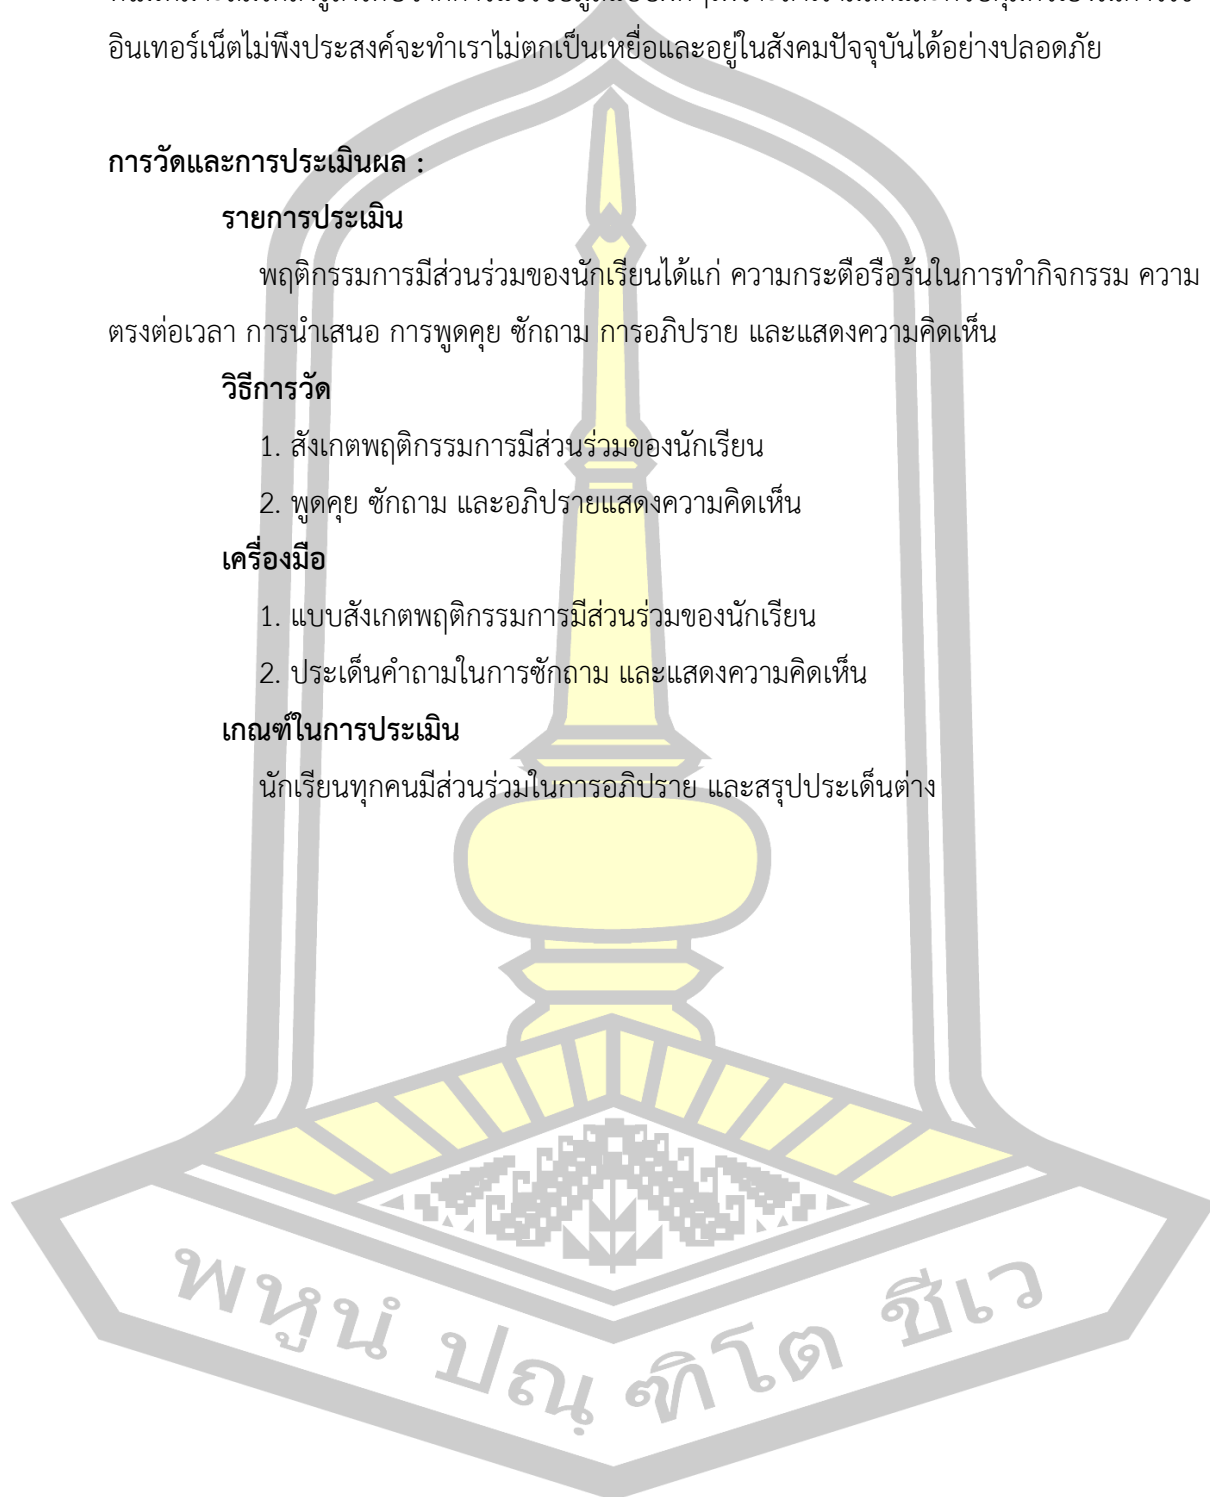 อินเทอร์เน็ตไม่พึงประสงค์จะทำเราไม่ตกเป็นเหยื่อและอยู่ในสังคมปัจจุบันได้อย่างปลอดภัย
การวัดและการประเมินผล :
รายการประเมิน
พฤติกรรมการมีส่วนร่วมของนักเรียนได้แก่ ความกระตือรือร้นในการทำกิจกรรม ความ
ตรงต่อเวลา การนำเสนอ การพูดคุย ซักถาม การอภิปราย และแสดงความคิดเห็น
วิธีการวัด
1. สังเกตพฤติกรรมการมีส่วนร่วมของนักเรียน
2. พูดคุย ซักถาม และอภิปรายแสดงความคิดเห็น
เครื่องมือ
1. แบบสังเกตพฤติกรรมการมีส่วนร่วมของนักเรียน
2. ประเด็นคำถามในการซักถาม และแสดงความคิดเห็น
เกณฑ์ในการประเมิน
นักเรียนทุกคนมีส่วนร่วมในการอภิปราย และสรุปประเด็นต่าง
พหูนํ ปณฺฑิโต ชีเว